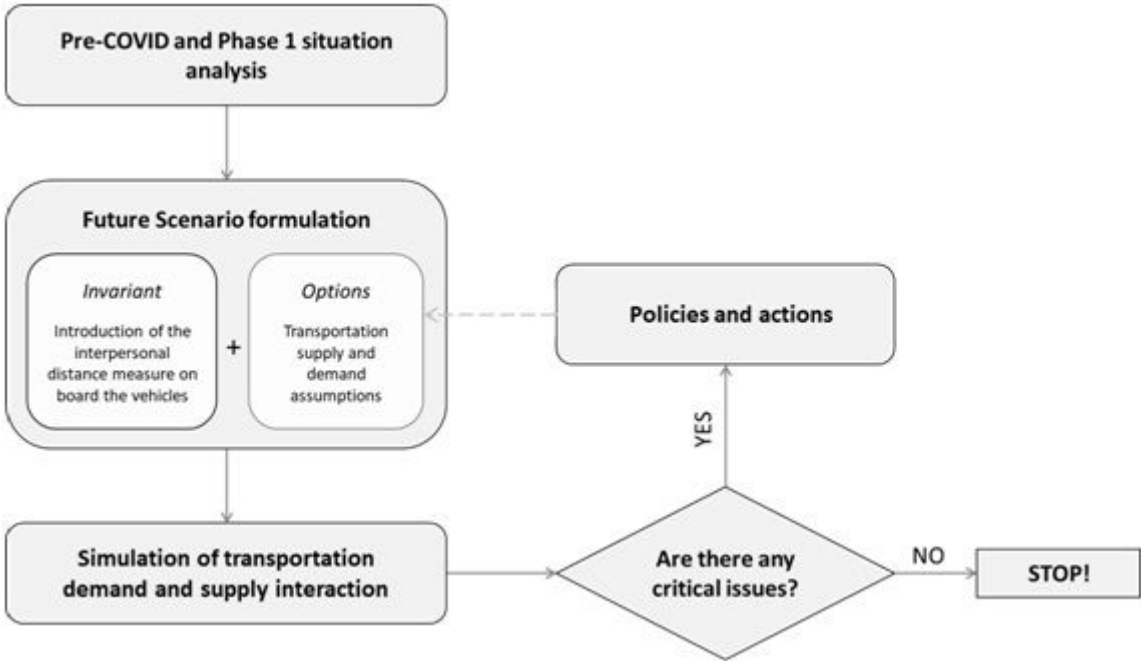 Pre-COVID and Phase 1 situation
analysis
Future Scenario formulation
Invariant
Introduction of the
interpersonal
distance measure on
board the vehicles
+
Options
Transportation
supply and
demand
assumptions
Policies and actions
YES
Simulation of transportation
demand and supply interaction
Are there any
critical issues?
NO
STOP!